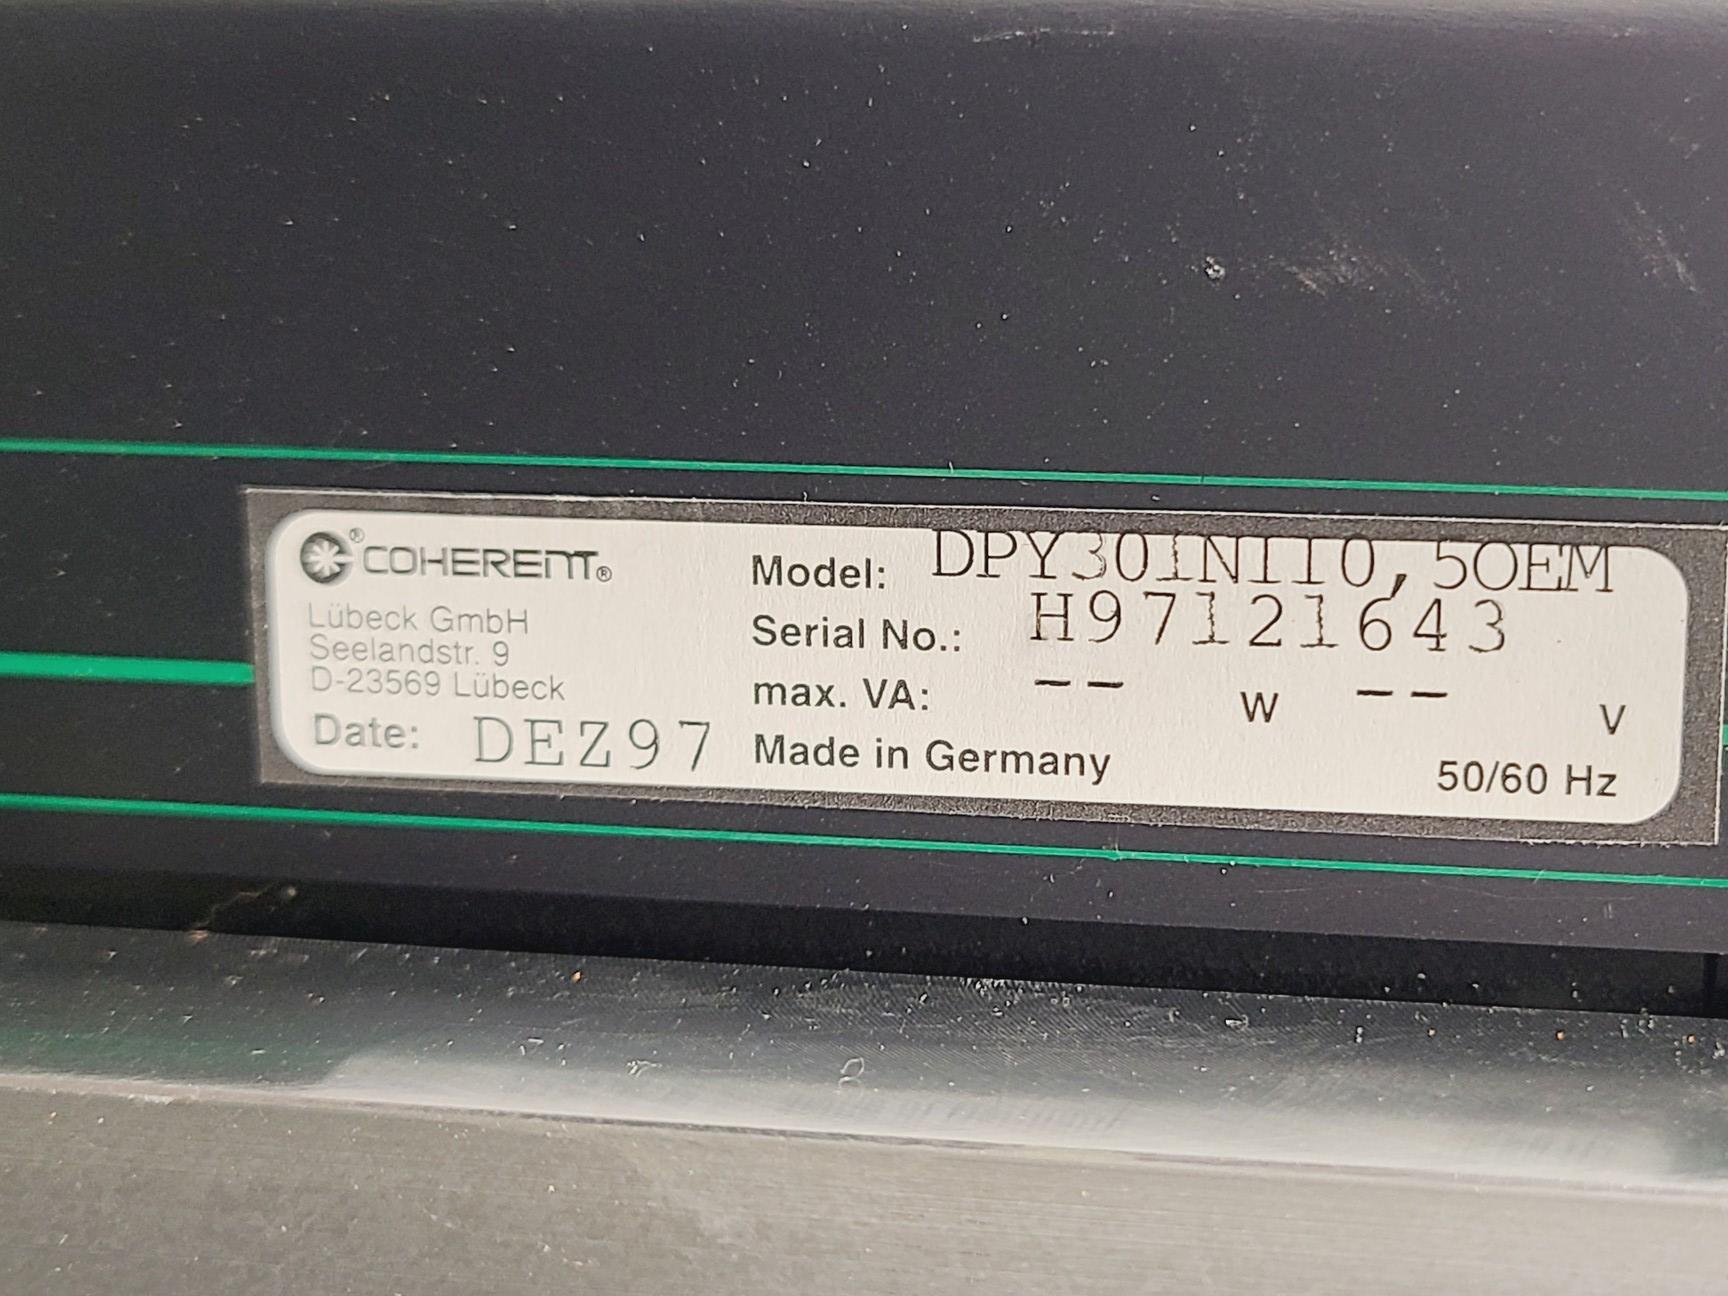 COHERENT®
Lübeck GmbH
Seelandstr. 9
D-23569 Lübeck
Date: DEZ97
Model: DPY301NII0,5OEM
Serial No.: H97121643
max. VA: -- W -- V
Made in Germany 50/60 Hz